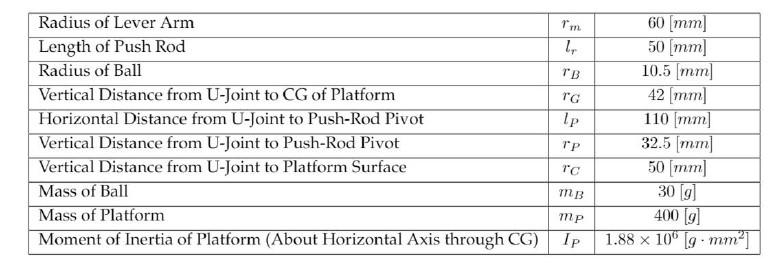 Radius of Lever Arm r_m 60 [mm]
Length of Push Rod l_r 50 [mm]
Radius of Ball r_B 10.5 [mm]
Vertical Distance from U-Joint to CG of Platform r_G 42 [mm]
Horizontal Distance from U-Joint to Push-Rod Pivot l_P 110 [mm]
Vertical Distance from U-Joint to Push-Rod Pivot r_P 32.5 [mm]
Vertical Distance from U-Joint to Platform Surface r_C 50 [mm]
Mass of Ball m_B 30 [g]
Mass of Platform m_P 400 [g]
Moment of Inertia of Platform (About Horizontal Axis through CG) I_P 1.88 × 10^6 [g · mm^2]